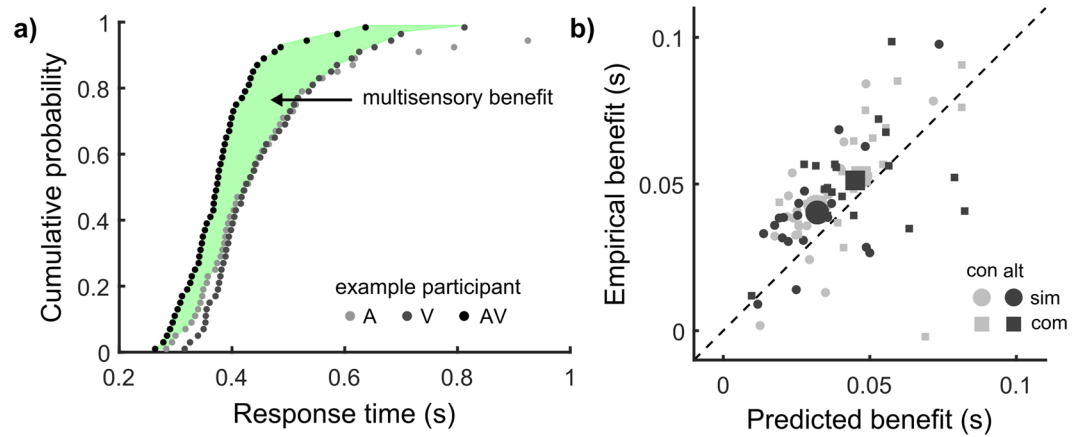 a)
Cumulative probability
1
0.8
0.6
0.4
0.2
0
0.2 0.4 0.6 0.8 1
Response time (s)
multisensory benefit
example participant
A V AV
b)
Empirical benefit (s)
0.1
0.05
0
0 0.05 0.1
Predicted benefit (s)
con alt
sim
com